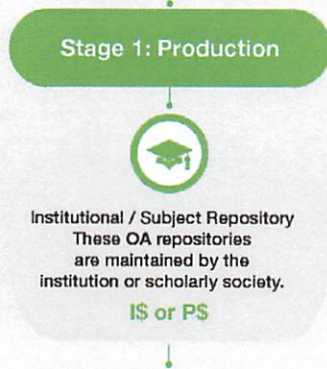 Stage 1: Production
Institutional / Subject Repository
These OA repositories
are maintained by the
institution or scholarly society.
I$ or P$